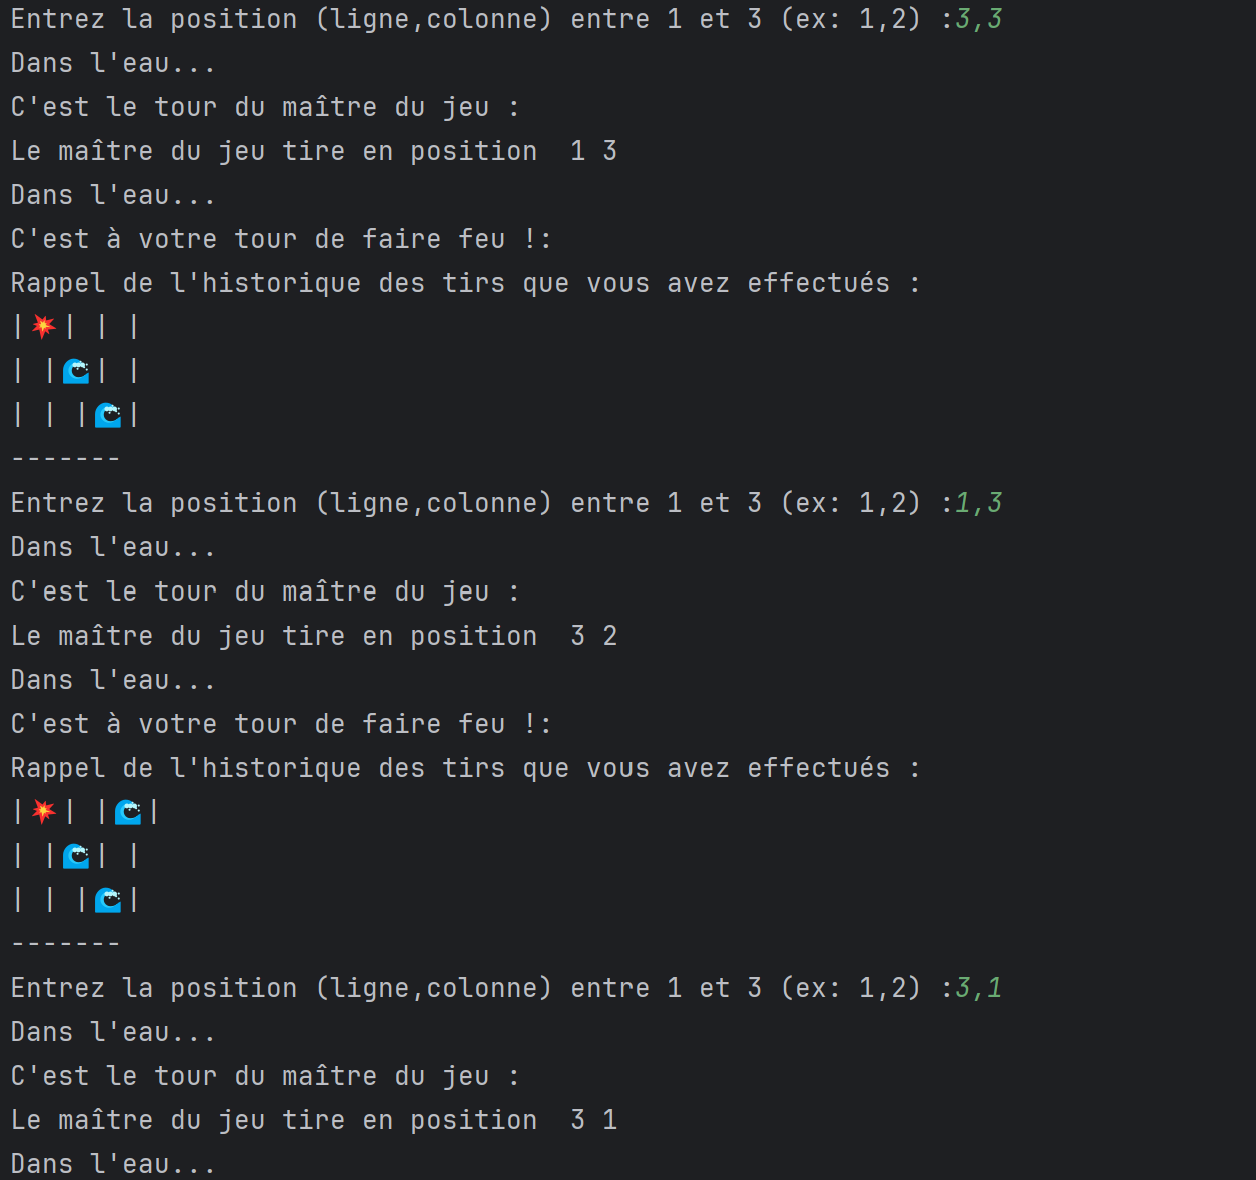 Entrez la position (ligne,colonne) entre 1 et 3 (ex: 1,2) :3,3
Dans l'eau...
C'est le tour du maître du jeu :
Le maître du jeu tire en position  1 3
Dans l'eau...
C'est à votre tour de faire feu !:
Rappel de l'historique des tirs que vous avez effectués :
|💥| | |
| |🌊| |
| | |🌊|
-------
Entrez la position (ligne,colonne) entre 1 et 3 (ex: 1,2) :1,3
Dans l'eau...
C'est le tour du maître du jeu :
Le maître du jeu tire en position  3 2
Dans l'eau...
C'est à votre tour de faire feu !:
Rappel de l'historique des tirs que vous avez effectués :
|💥| |🌊|
| |🌊| |
| | |🌊|
-------
Entrez la position (ligne,colonne) entre 1 et 3 (ex: 1,2) :3,1
Dans l'eau...
C'est le tour du maître du jeu :
Le maître du jeu tire en position  3 1
Dans l'eau...